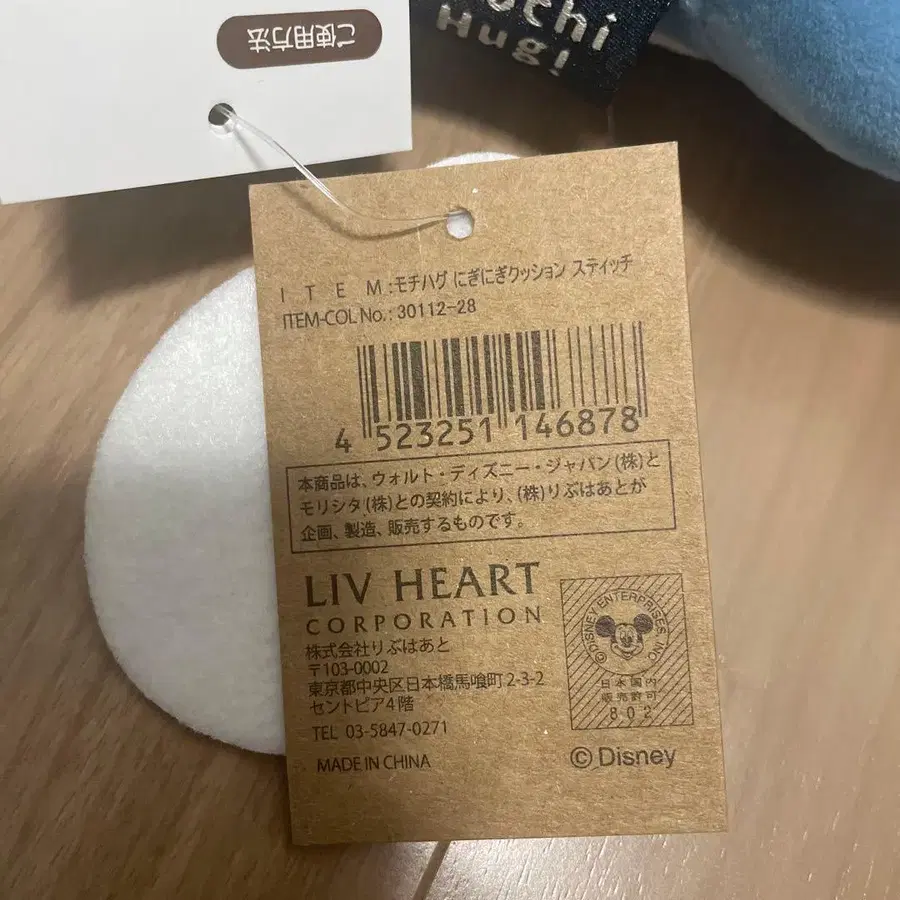 ご使用方法
ochi
Hug!
ITEM:モチハグ にぎにぎクッション スティッチ
ITEM-COL No.: 30112-28
4 523251 146878
本商品は、ウォルト・ディズニー・ジャパン(株)と
モリシタ(株)との契約により、(株)りぶはあとが
企画、製造、販売するものです。
LIV HEART
CORPORATION
株式会社りぶはあと
〒103-0002
東京都中央区日本橋馬喰町2-3-2
セントピア4階
TEL 03-5847-0271
MADE IN CHINA
©DISNEY ENTERPRISES, INC.
日本国内
販売許可
802
© Disney